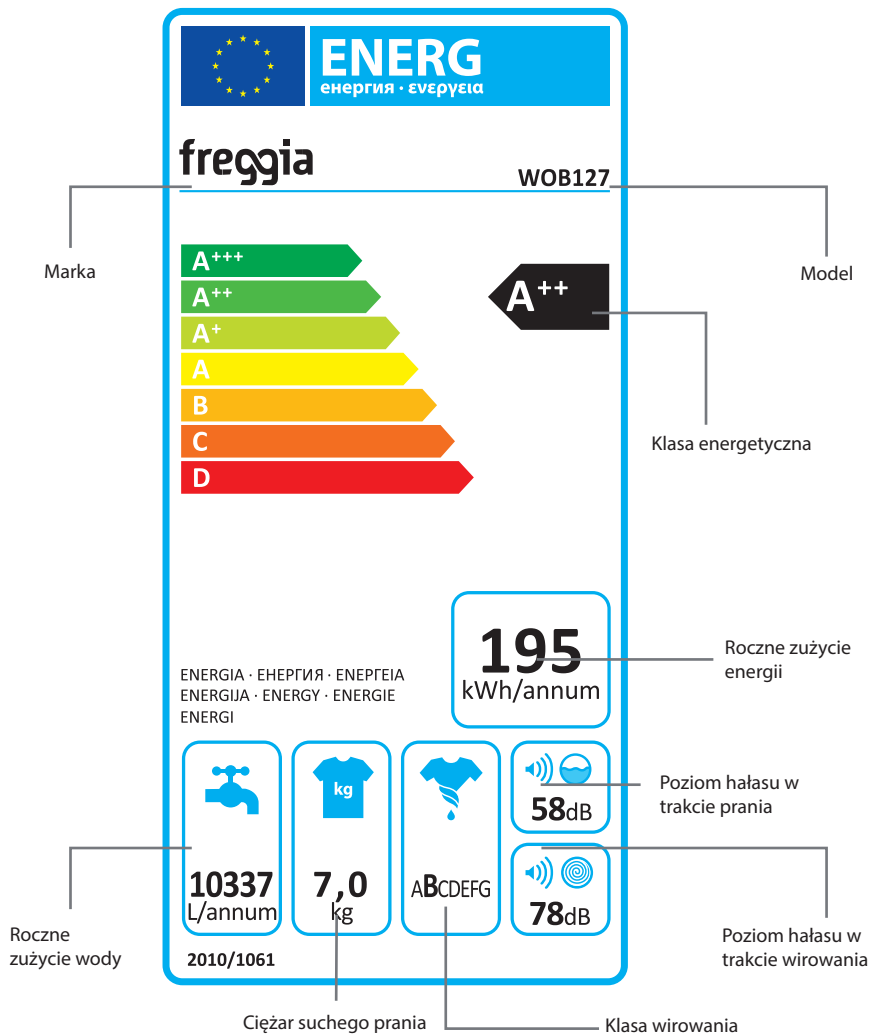 ENERG
енергия · ενεργεια
freggia
WOB127
Marka
Model
A+++
A++
A+
A
B
C
D
A++
Klasa energetyczna
195
kWh/annum
Roczne zużycie
energii
ENERGIA · ЕНЕРГИЯ · ΕΝΕΡΓΕΙΑ
ENERGIJA · ENERGY · ENERGIE
ENERGI
kg
58dB
Poziom hałasu w
trakcie prania
10337
L/annum
7,0
kg
ABCDEFG
78dB
Roczne
zużycie wody
Poziom hałasu w
trakcie wirowania
2010/1061
Ciężar suchego prania
Klasa wirowania